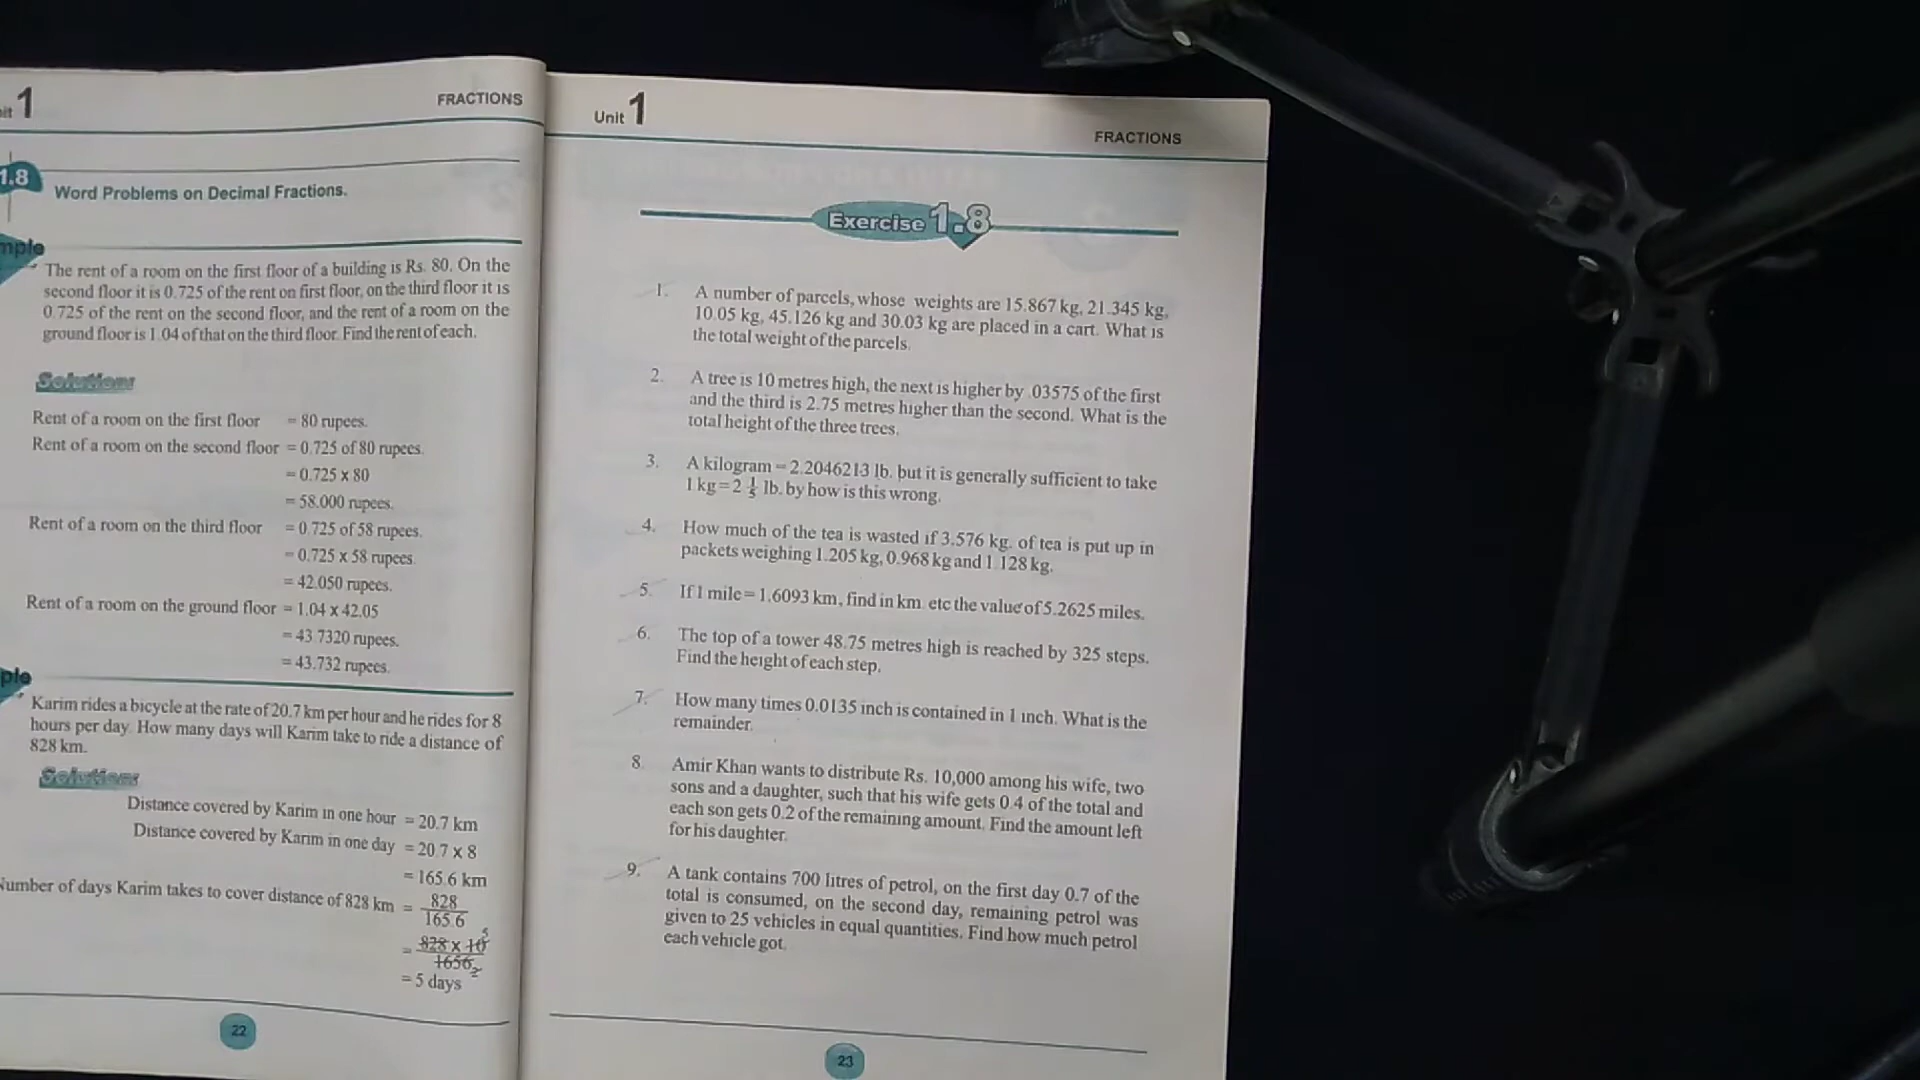 1
FRACTIONS
1.8
Word Problems on Decimal Fractions.
The rent of a room on the first floor of a building is Rs. 80. On the
second floor it is 0.725 of the rent on first floor, on the third floor it is
0.725 of the rent on the second floor, and the rent of a room on the
ground floor is 1.04 of that on the third floor. Find the rent of each.
Solution:
Rent of a room on the first floor = 80 rupees.
Rent of a room on the second floor = 0.725 of 80 rupees.
= 0.725 x 80
= 58.000 rupees.
Rent of a room on the third floor = 0.725 of 58 rupees.
= 0.725 x 58 rupees.
= 42.050 rupees.
Rent of a room on the ground floor = 1.04 x 42.05
= 43.7320 rupees.
= 43.732 rupees.
Karim rides a bicycle at the rate of 20.7 km per hour and he rides for 8
hours per day. How many days will Karim take to ride a distance of
828 km.
Solution:
Distance covered by Karim in one hour = 20.7 km
Distance covered by Karim in one day = 20.7 x 8
= 165.6 km
Number of days Karim takes to cover distance of 828 km = 828
165.6
= 828 x 10 5
1656 2
= 5 days
22
Unit 1
FRACTIONS
Exercise 1.8
1. A number of parcels, whose weights are 15.867 kg, 21.345 kg,
10.05 kg, 45.126 kg and 30.03 kg are placed in a cart. What is
the total weight of the parcels.
2. A tree is 10 metres high, the next is higher by .03575 of the first
and the third is 2.75 metres higher than the second. What is the
total height of the three trees.
3. A kilogram = 2.2046213 lb. but it is generally sufficient to take
1 kg = 2 1/5 lb. by how is this wrong.
4. How much of the tea is wasted if 3.576 kg. of tea is put up in
packets weighing 1.205 kg, 0.968 kg and 1.128 kg.
5. If 1 mile = 1.6093 km, find in km. etc the value of 5.2625 miles.
6. The top of a tower 48.75 metres high is reached by 325 steps.
Find the height of each step.
7. How many times 0.0135 inch is contained in 1 inch. What is the
remainder.
8. Amir Khan wants to distribute Rs. 10,000 among his wife, two
sons and a daughter, such that his wife gets 0.4 of the total and
each son gets 0.2 of the remaining amount. Find the amount left
for his daughter.
9. A tank contains 700 litres of petrol, on the first day 0.7 of the
total is consumed, on the second day, remaining petrol was
given to 25 vehicles in equal quantities. Find how much petrol
each vehicle got.
23